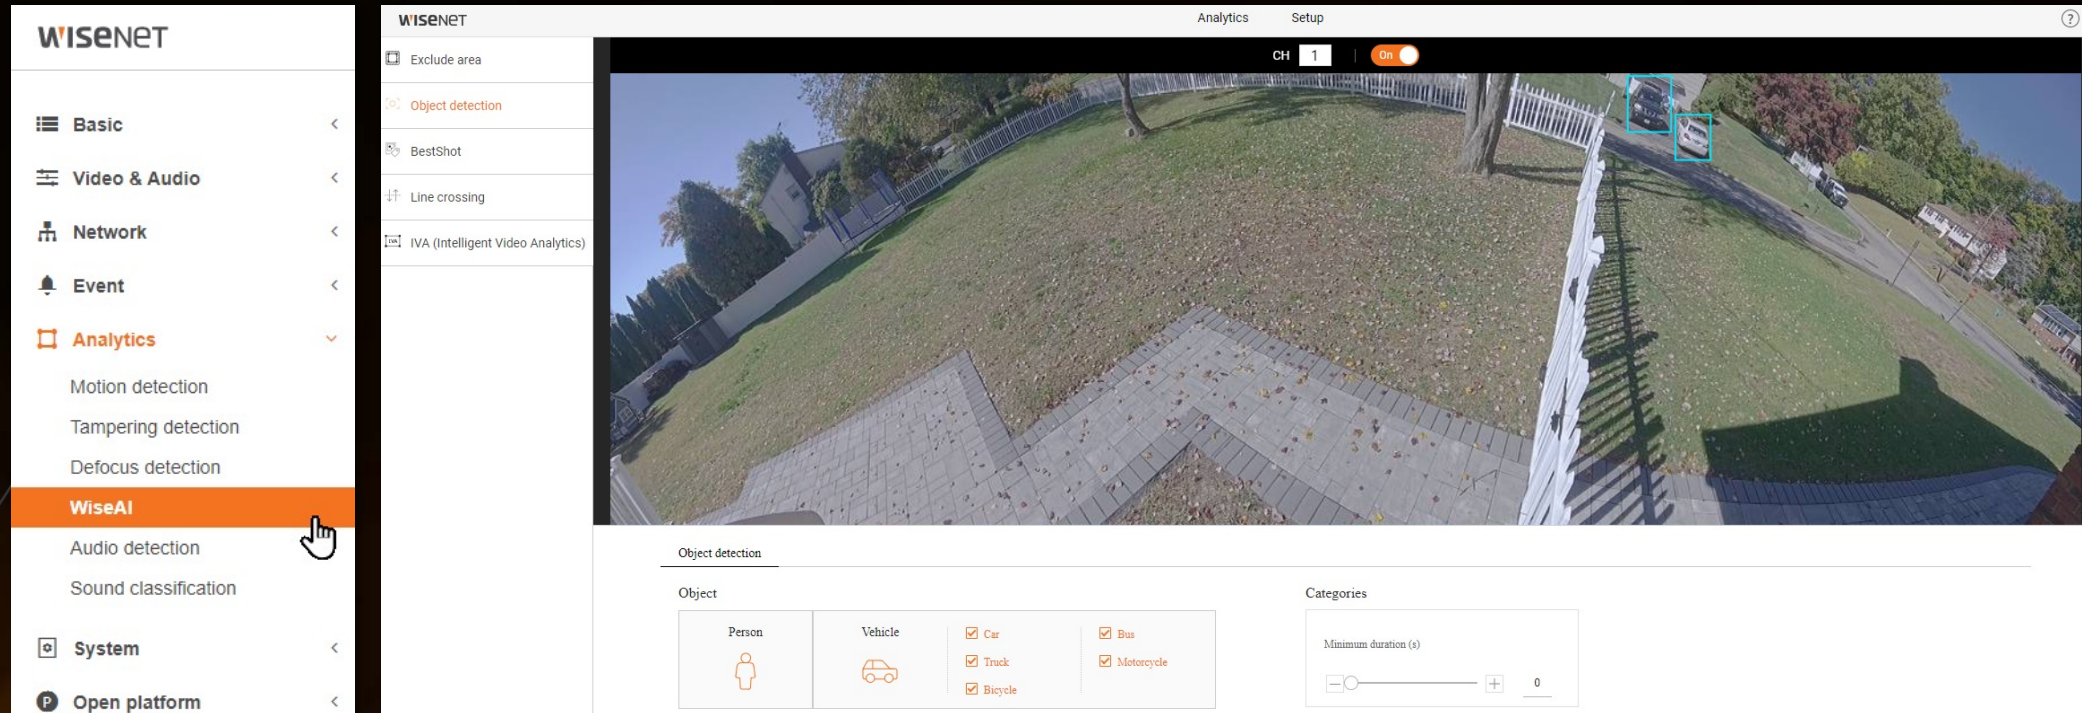 WISENET
Basic
Video & Audio
Network
Event
Analytics
Motion detection
Tampering detection
Defocus detection
WiseAI
Audio detection
Sound classification
System
Open platform
WISENET
Analytics Setup ?
Exclude area
Object detection
BestShot
Line crossing
IVA (Intelligent Video Analytics)
CH 1 On
Object detection
Object
Person
Vehicle
Car
Truck
Bicycle
Bus
Motorcycle
Categories
Minimum duration (s)
0